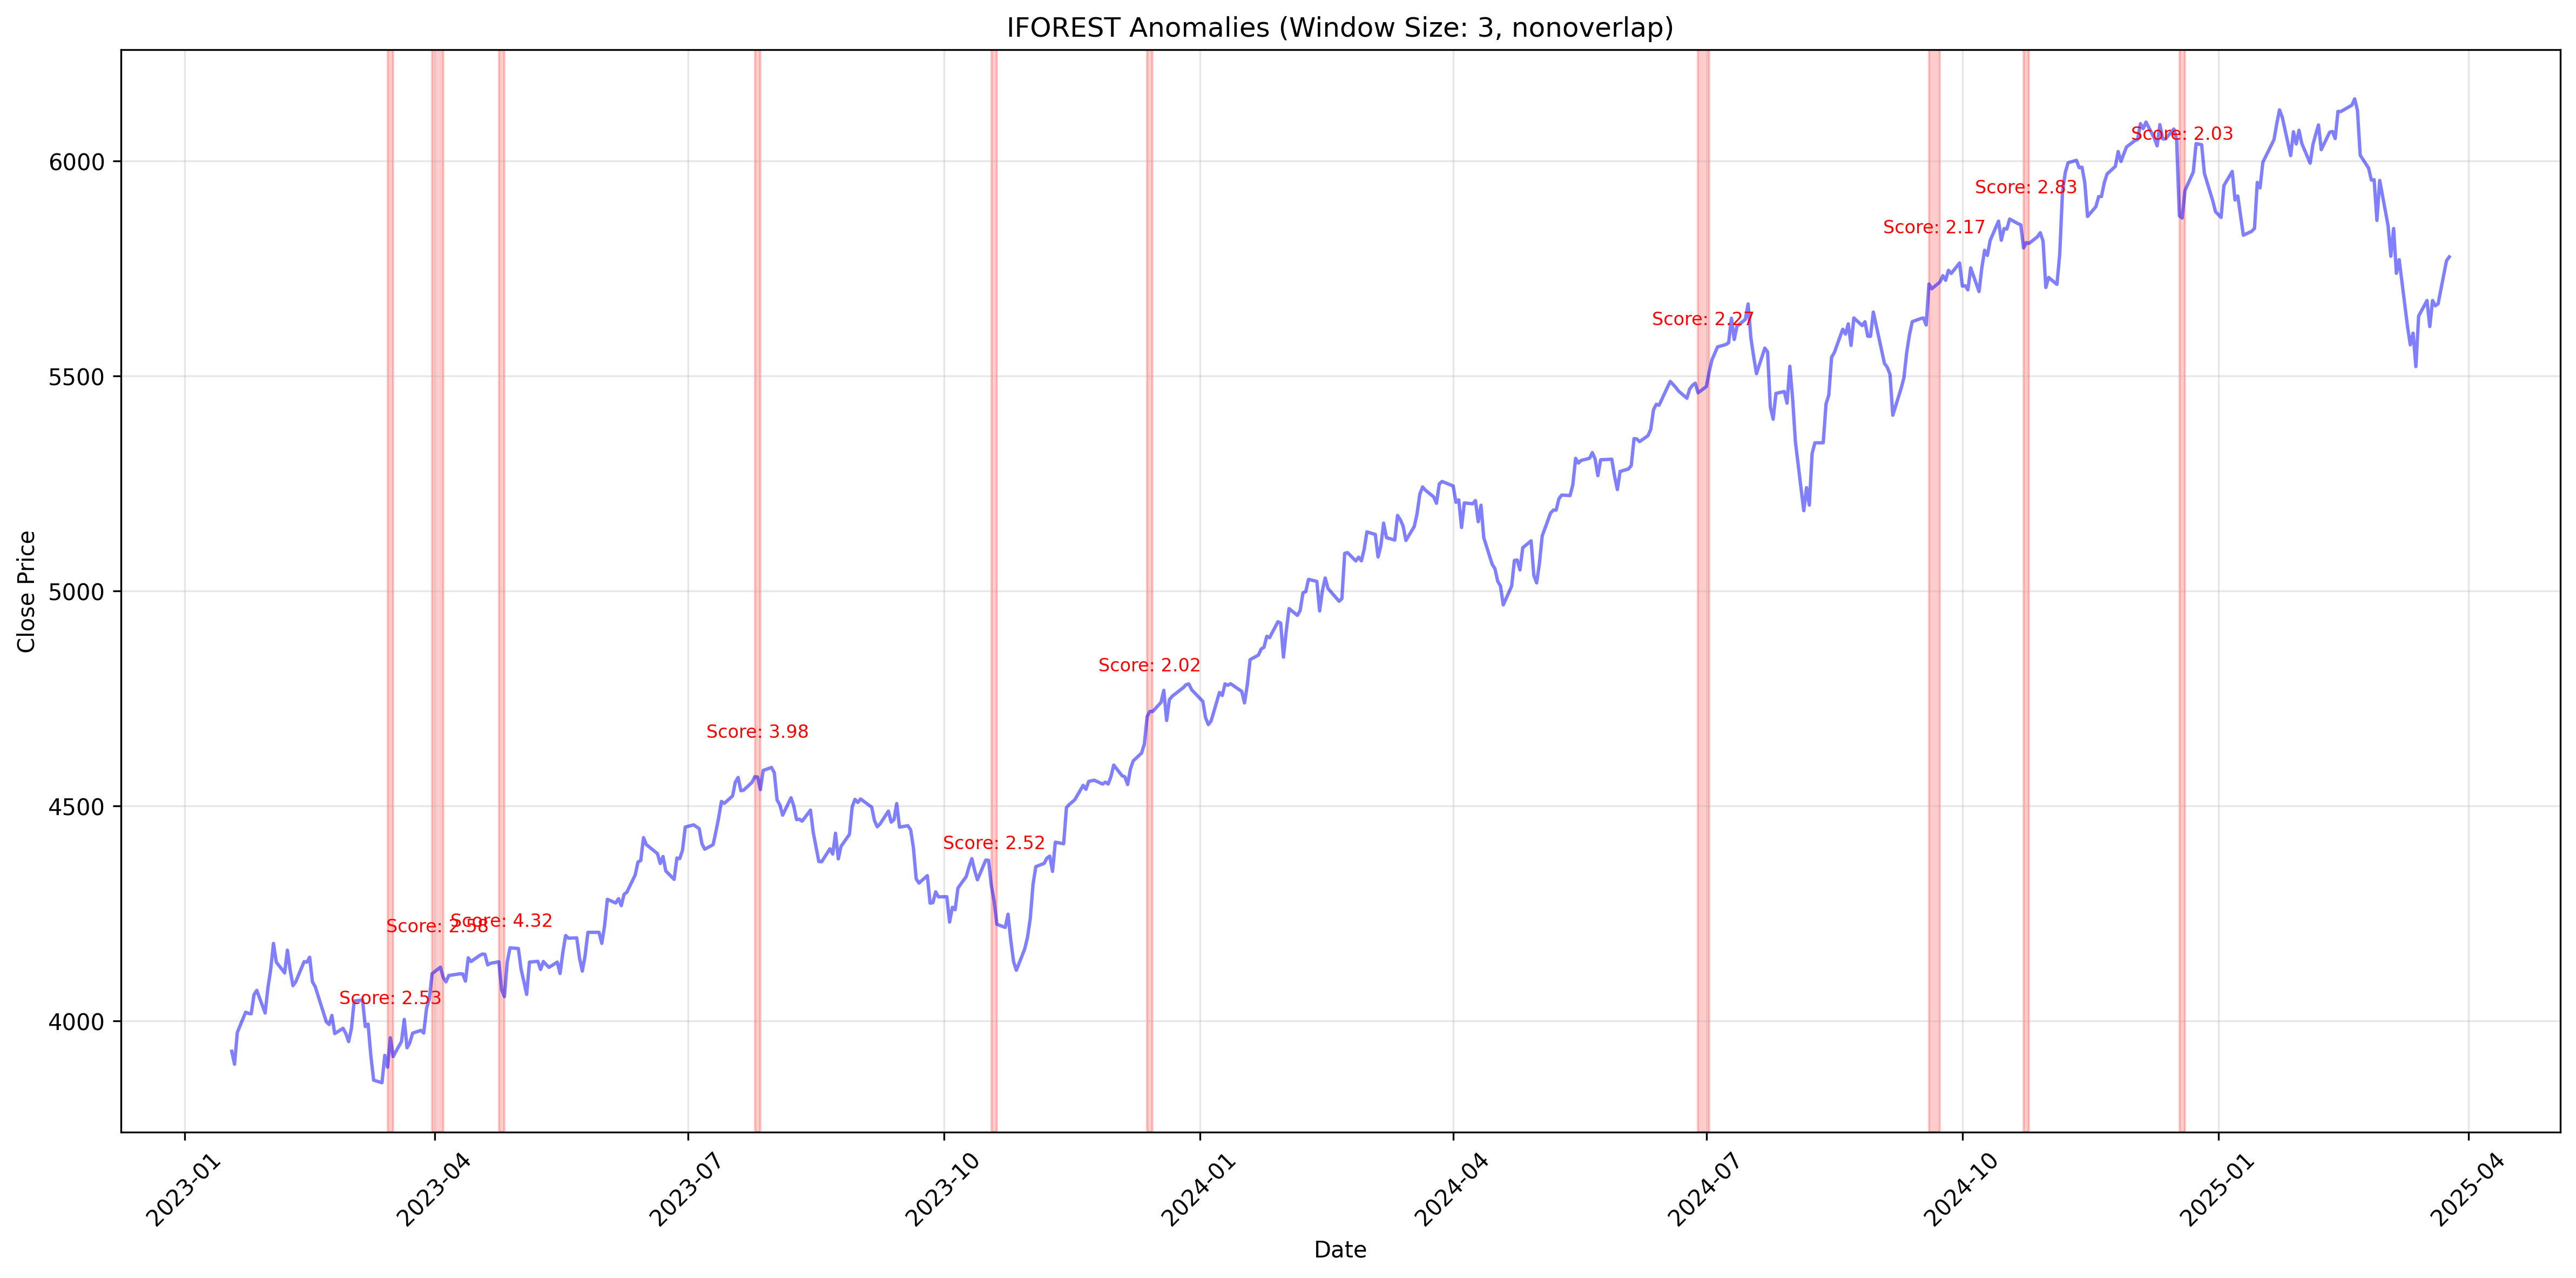 IFOREST Anomalies (Window Size: 3, nonoverlap)
Close Price
6000
5500
5000
4500
4000
Score: 2.53
Score: 2.58
Score: 4.32
Score: 3.98
Score: 2.52
Score: 2.02
Score: 2.27
Score: 2.17
Score: 2.83
Score: 2.03
2023-01
2023-04
2023-07
2023-10
2024-01
2024-04
2024-07
2024-10
2025-01
2025-04
Date